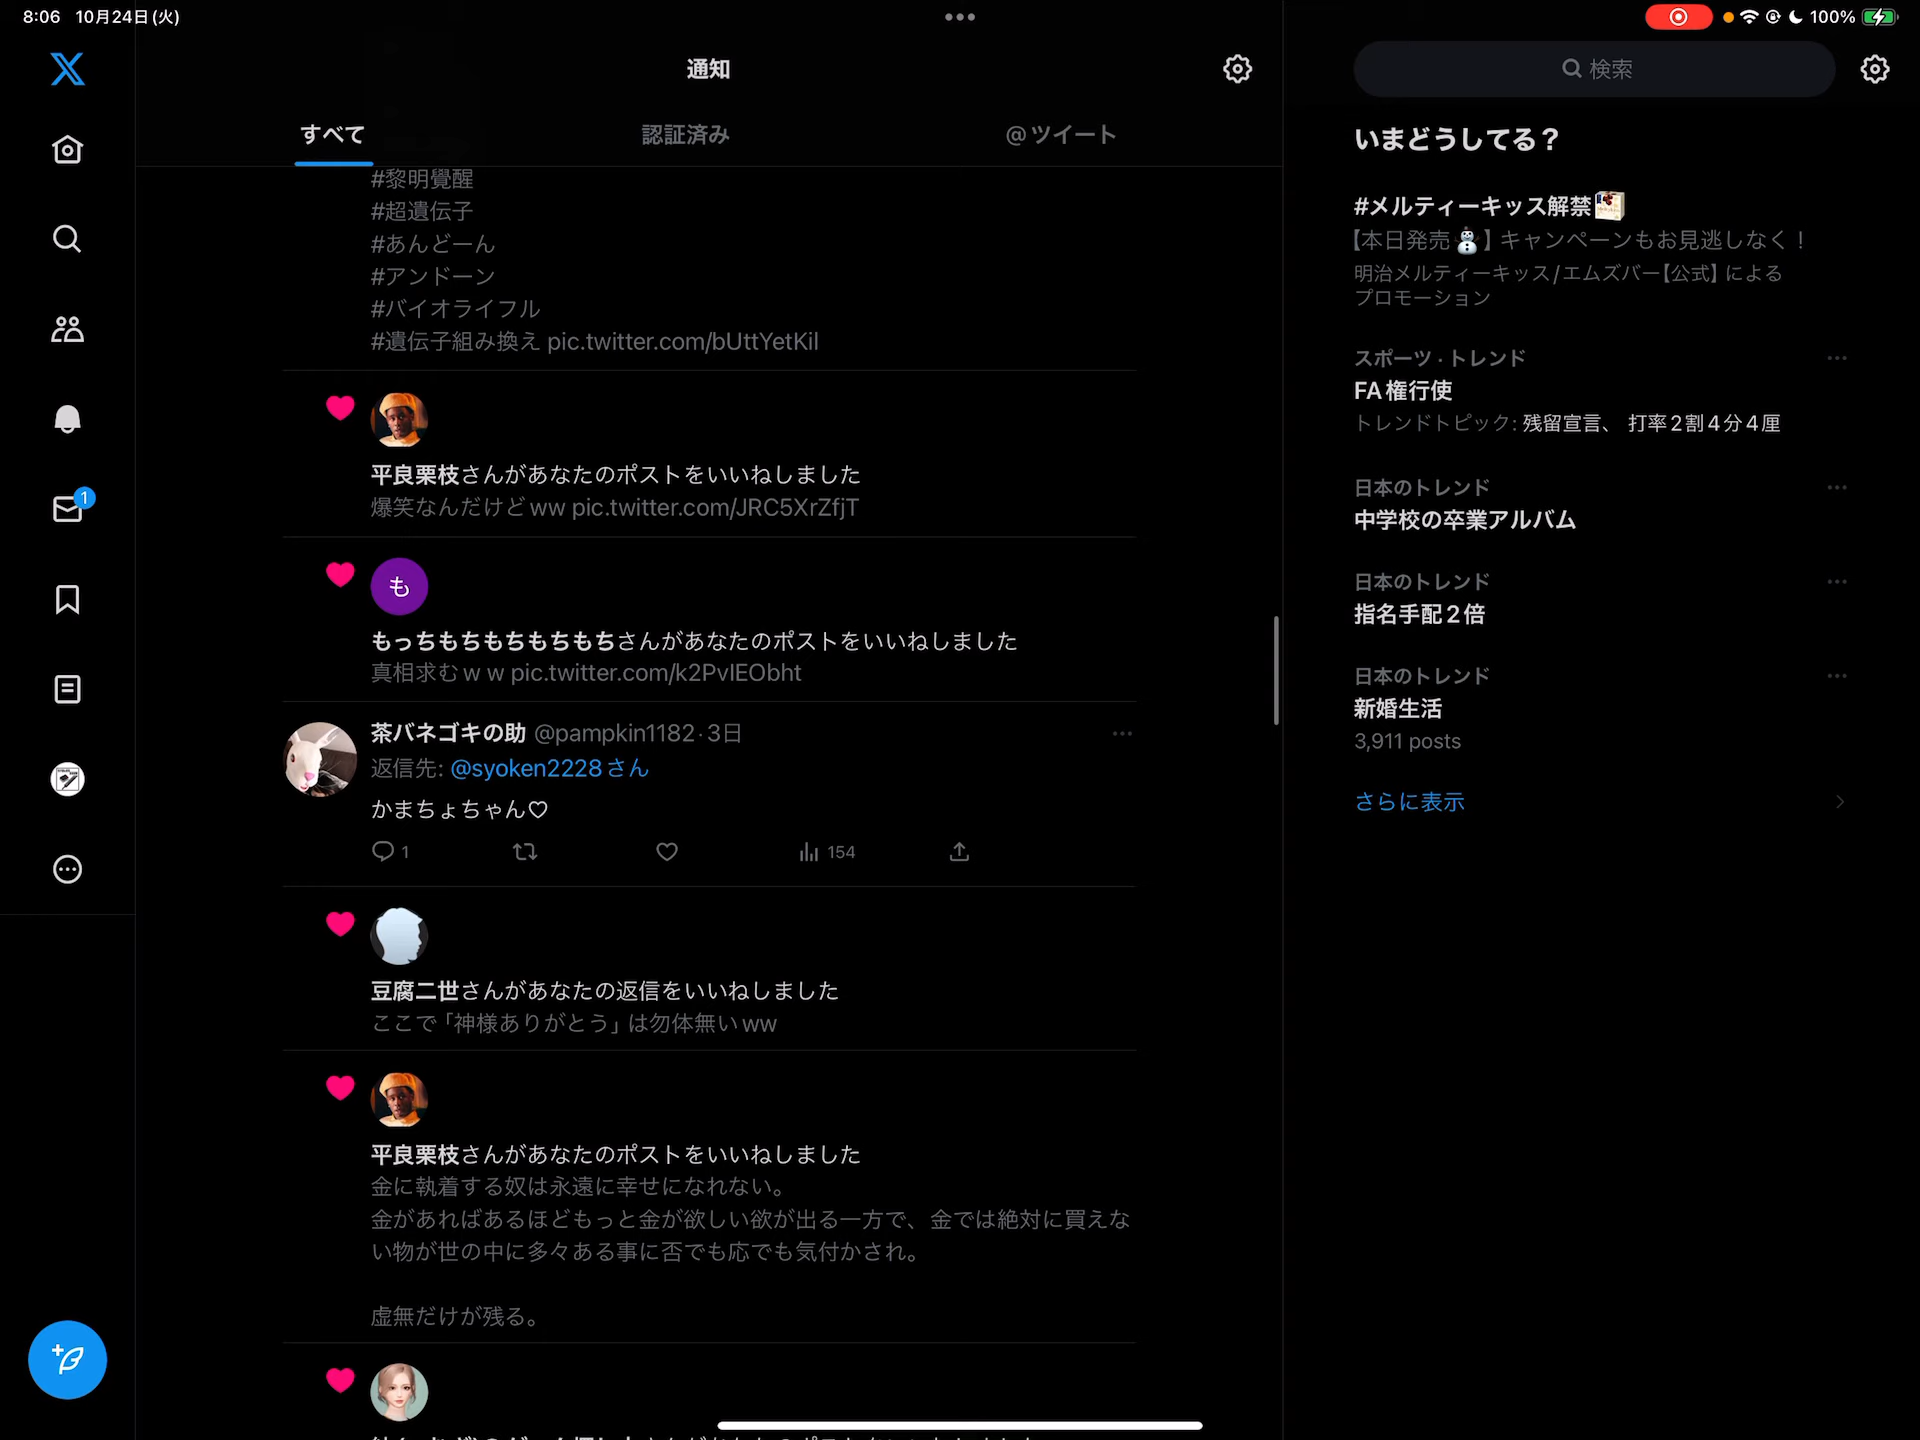 8:06 10月24日(火)
100%
通知
検索
すべて
認証済み
@ツイート
#黎明覺醒
#超遺伝子
#あんどーん
#アンドーン
#バイオライフル
#遺伝子組み換え pic.twitter.com/bUttYetKiI
平良栗枝さんがあなたのポストをいいねしました
爆笑なんだけどww pic.twitter.com/JRC5XrZfjT
も
もっちもちもちもちもちさんがあなたのポストをいいねしました
真相求むww pic.twitter.com/k2PvIEObht
茶バネゴキの助 @pampkin1182·3日
返信先: @syoken2228さん
かまちょちゃん♡
1
154
豆腐二世さんがあなたの返信をいいねしました
ここで「神様ありがとう」は勿体無いww
平良栗枝さんがあなたのポストをいいねしました
金に執着する奴は永遠に幸せになれない。
金があればあるほどもっと金が欲しい欲が出る一方で、金では絶対に買えな
い物が世の中に多々ある事に否でも応でも気付かされ。
虚無だけが残る。
1
いまどうしてる？
#メルティーキッス解禁
【本日発売⛄】キャンペーンもお見逃しなく！
明治メルティーキッス/エムズバー【公式】による
プロモーション
スポーツ·トレンド
FA権行使
トレンドトピック: 残留宣言、 打率2割4分4厘
日本のトレンド
中学校の卒業アルバム
日本のトレンド
指名手配2倍
日本のトレンド
新婚生活
3,911 posts
さらに表示